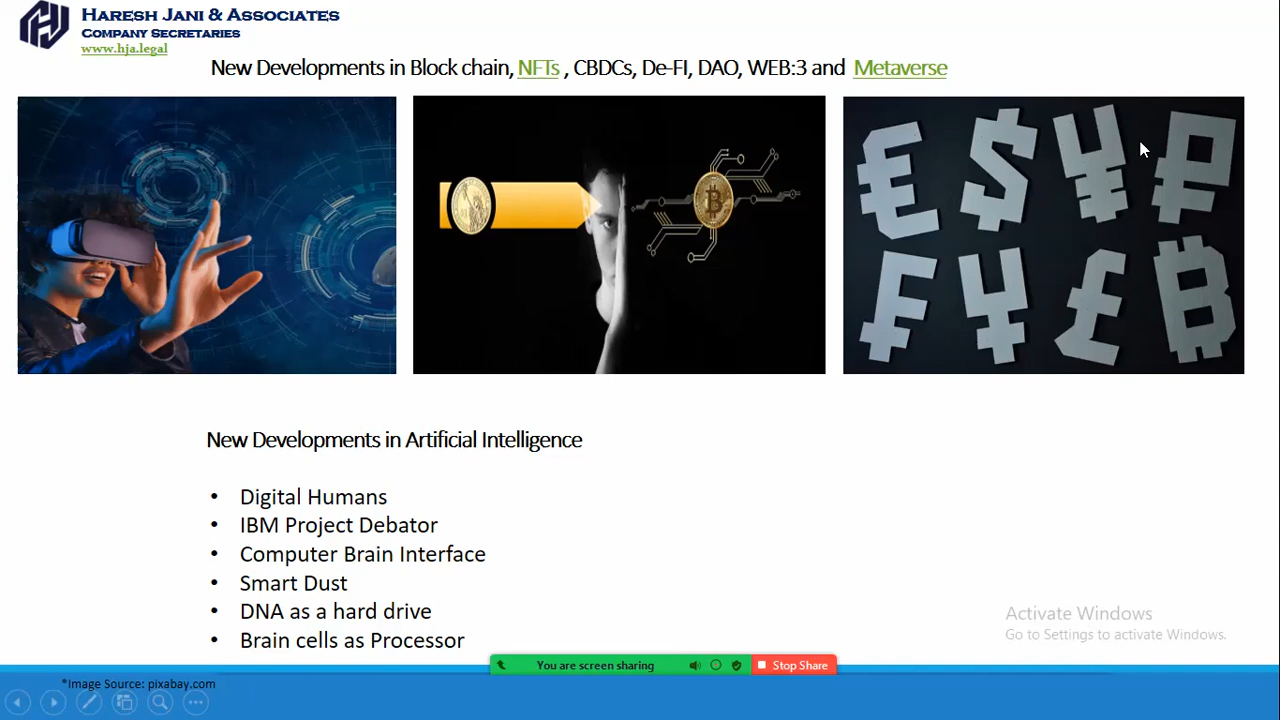 HARESH JANI & ASSOCIATES
COMPANY SECRETARIES
www.hja.legal
New Developments in Block chain, NFTs , CBDCs, De-FI, DAO, WEB:3 and Metaverse
€ $ ¥ ₽
₣ ¥ £ B
New Developments in Artificial Intelligence
• Digital Humans
• IBM Project Debator
• Computer Brain Interface
• Smart Dust
• DNA as a hard drive
• Brain cells as Processor
Activate Windows
Go to Settings to activate Windows.
You are screen sharing
Stop Share
*Image Source: pixabay.com